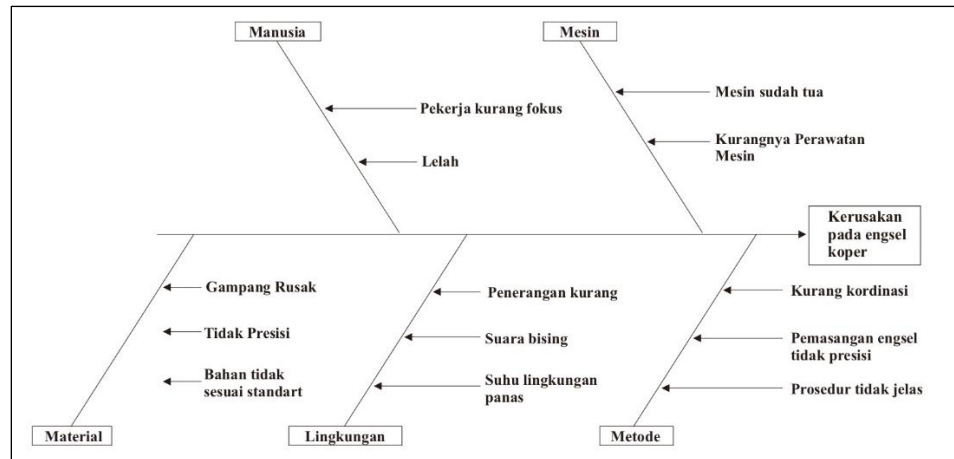 Manusia
Mesin
Pekerja kurang fokus
Lelah
Mesin sudah tua
Kurangnya Perawatan
Mesin
Kerusakan
pada engsel
koper
Gampang Rusak
Tidak Presisi
Bahan tidak
sesuai standart
Penerangan kurang
Suara bising
Suhu lingkungan
panas
Kurang kordinasi
Pemasangan engsel
tidak presisi
Prosedur tidak jelas
Material
Lingkungan
Metode